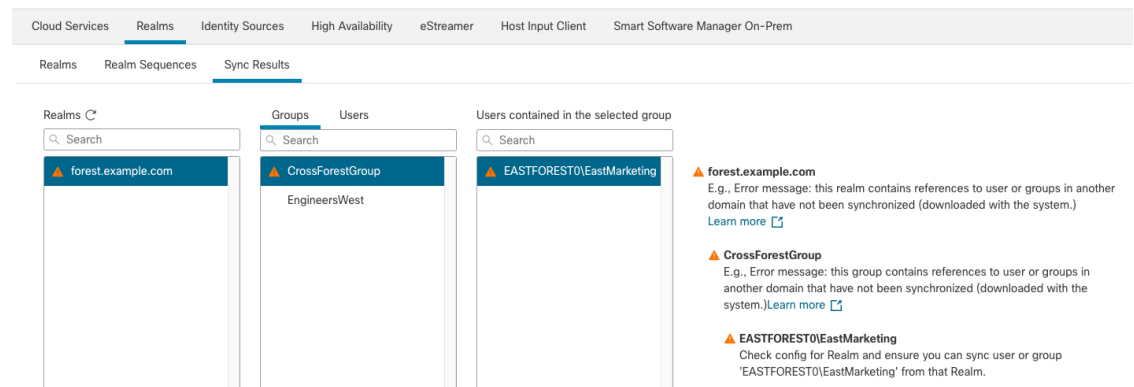 Cloud Services Realms Identity Sources High Availability eStreamer Host Input Client Smart Software Manager On-Prem
Realms Realm Sequences Sync Results
Realms
Search
forest.example.com
Groups Users
Search
CrossForestGroup
EngineersWest
Users contained in the selected group
Search
EASTFOREST0\EastMarketing
forest.example.com
E.g., Error message: this realm contains references to user or groups in another
domain that have not been synchronized (downloaded with the system.)
Learn more
CrossForestGroup
E.g., Error message: this group contains references to user or groups in
another domain that have not been synchronized (downloaded with the
system.)Learn more
EASTFOREST0\EastMarketing
Check config for Realm and ensure you can sync user or group
'EASTFOREST0\EastMarketing' from that Realm.